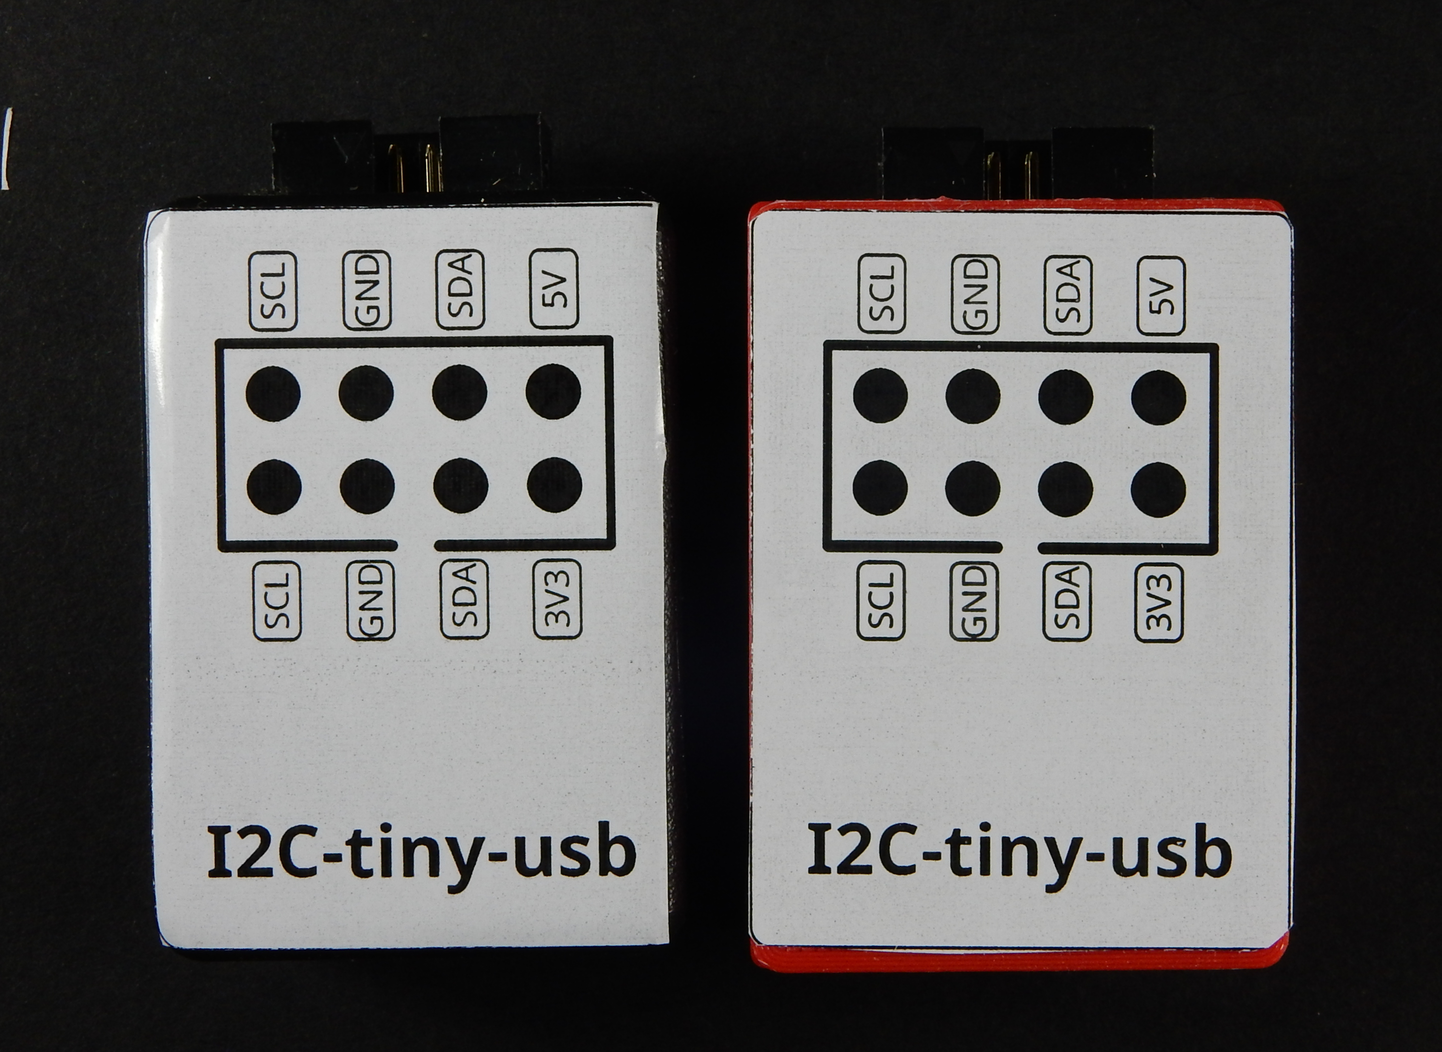 SCL GND SDA 5V
SCL GND SDA 3V3
I2C-tiny-usb
SCL GND SDA 5V
SCL GND SDA 3V3
I2C-tiny-usb